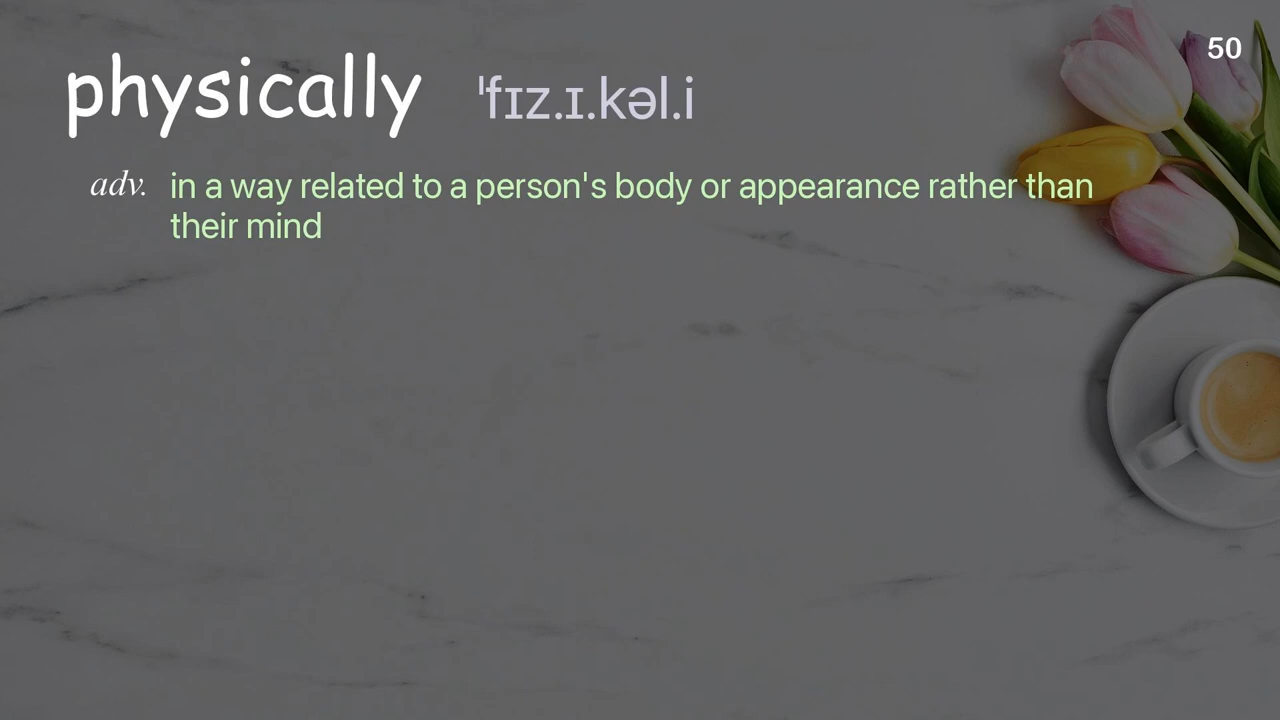 50
physically ˈfɪz.ɪ.kəl.i
adv. in a way related to a person's body or appearance rather than
their mind